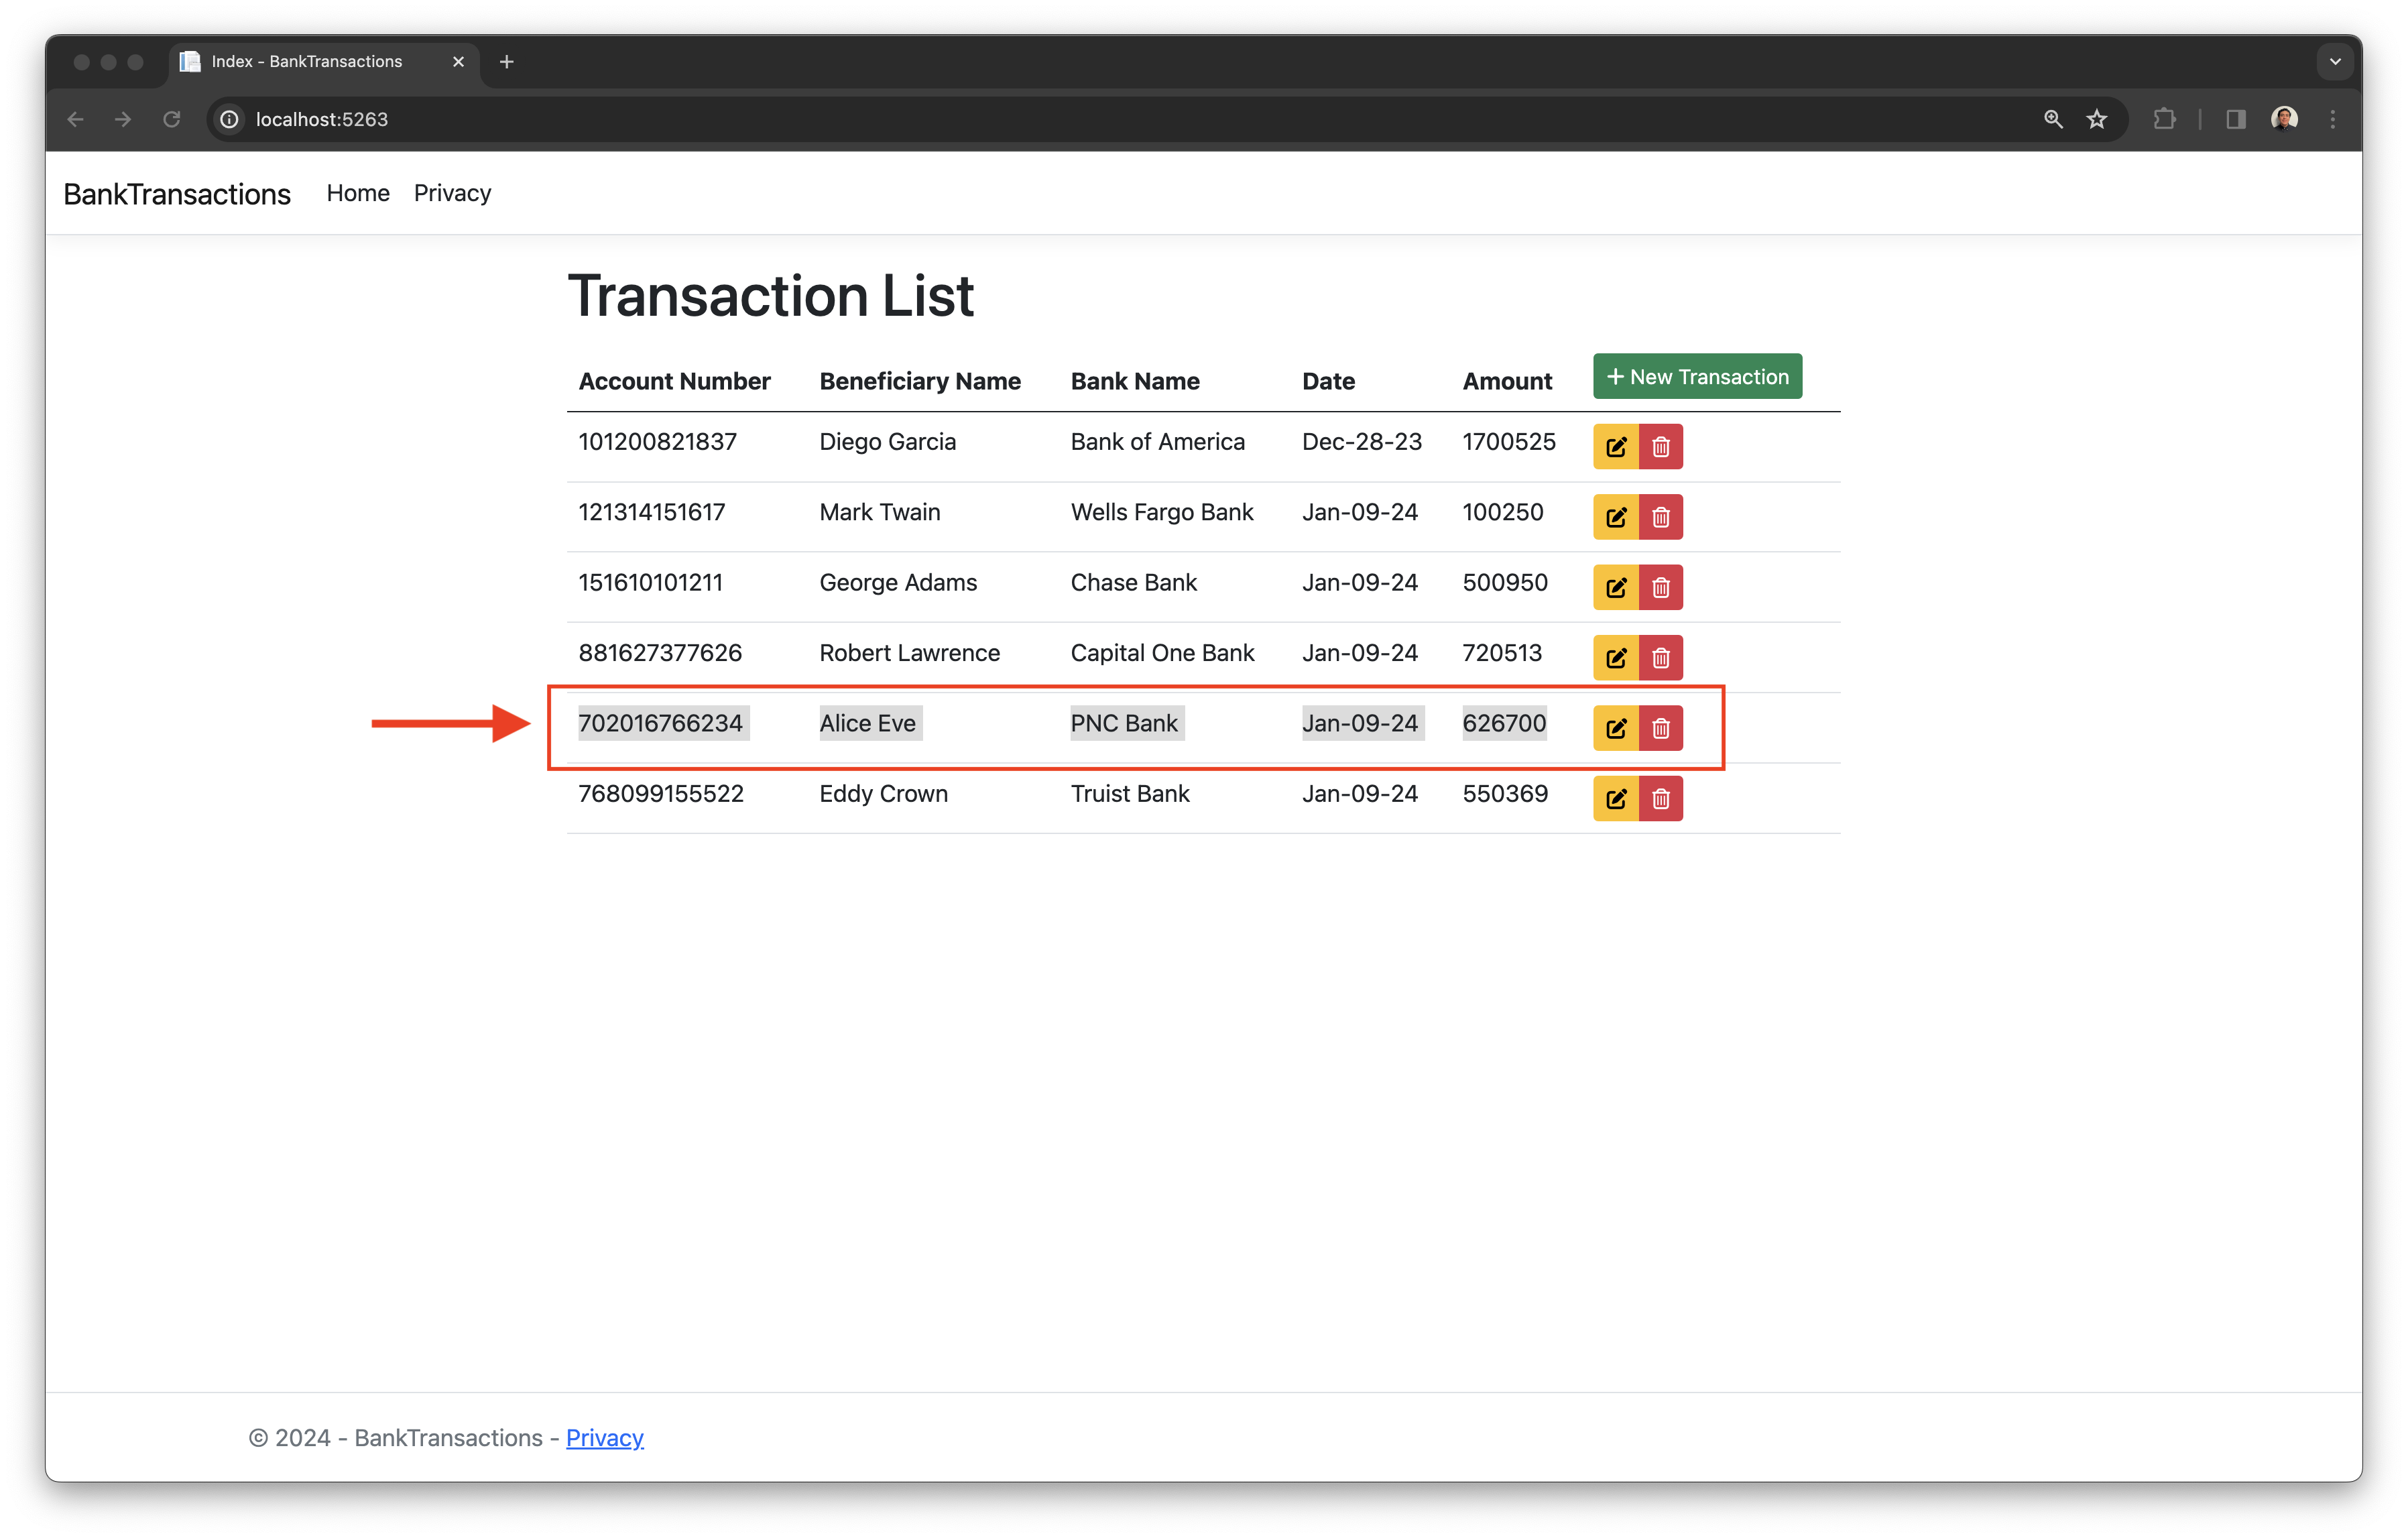 Index - BankTransactions
localhost:5263
BankTransactions Home Privacy
Transaction List
Account Number Beneficiary Name Bank Name Date Amount + New Transaction
101200821837 Diego Garcia Bank of America Dec-28-23 1700525
121314151617 Mark Twain Wells Fargo Bank Jan-09-24 100250
151610101211 George Adams Chase Bank Jan-09-24 500950
881627377626 Robert Lawrence Capital One Bank Jan-09-24 720513
702016766234 Alice Eve PNC Bank Jan-09-24 626700
768099155522 Eddy Crown Truist Bank Jan-09-24 550369
© 2024 - BankTransactions - Privacy